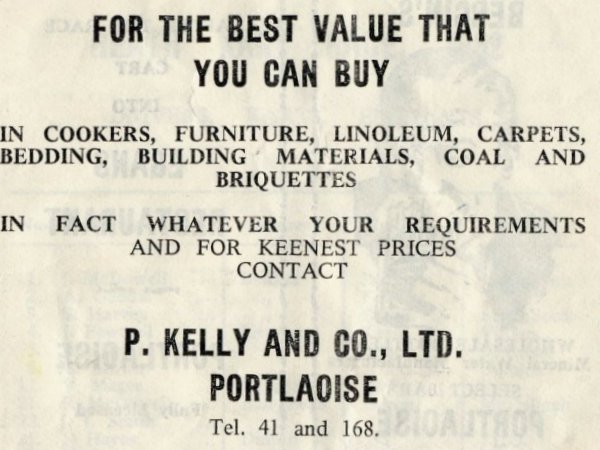 FOR THE BEST VALUE THAT
YOU CAN BUY
IN COOKERS, FURNITURE, LINOLEUM, CARPETS,
BEDDING, BUILDING MATERIALS, COAL AND
BRIQUETTES
IN FACT WHATEVER YOUR REQUIREMENTS
AND FOR KEENEST PRICES
CONTACT
P. KELLY AND CO., LTD.
PORTLAOISE
Tel. 41 and 168.